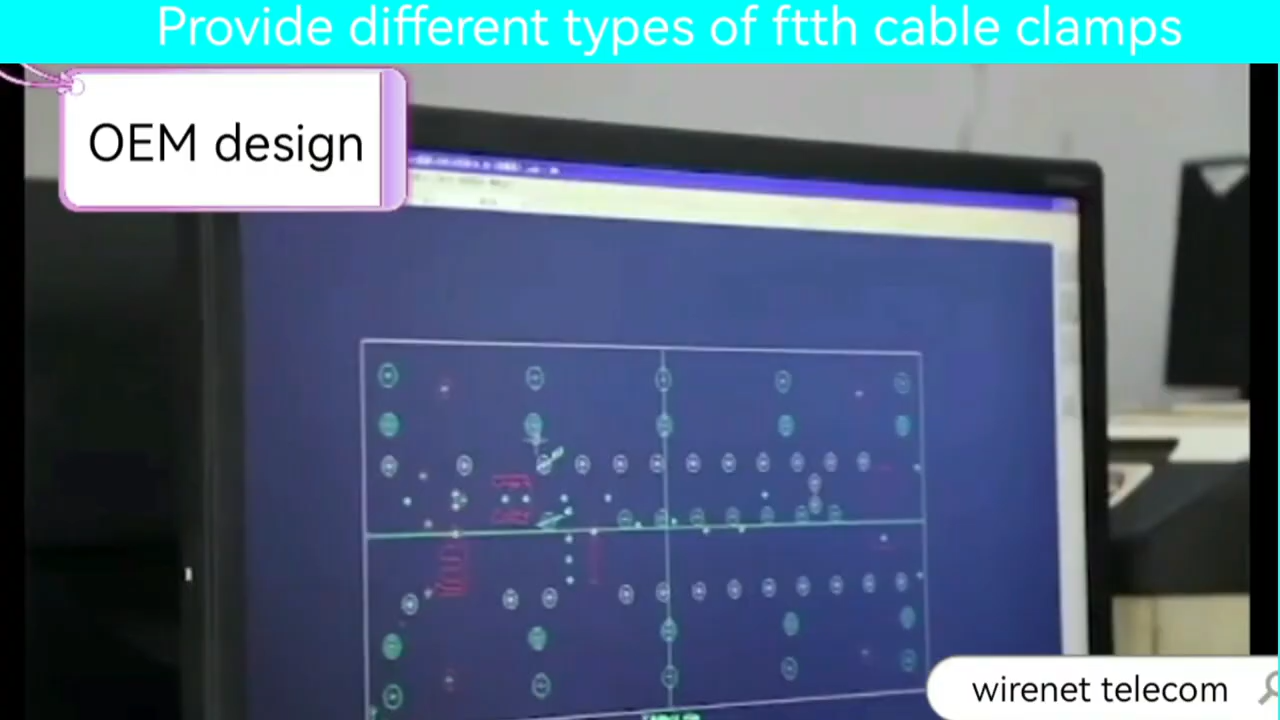 Provide different types of ftth cable clamps
OEM design
wirenet telecom